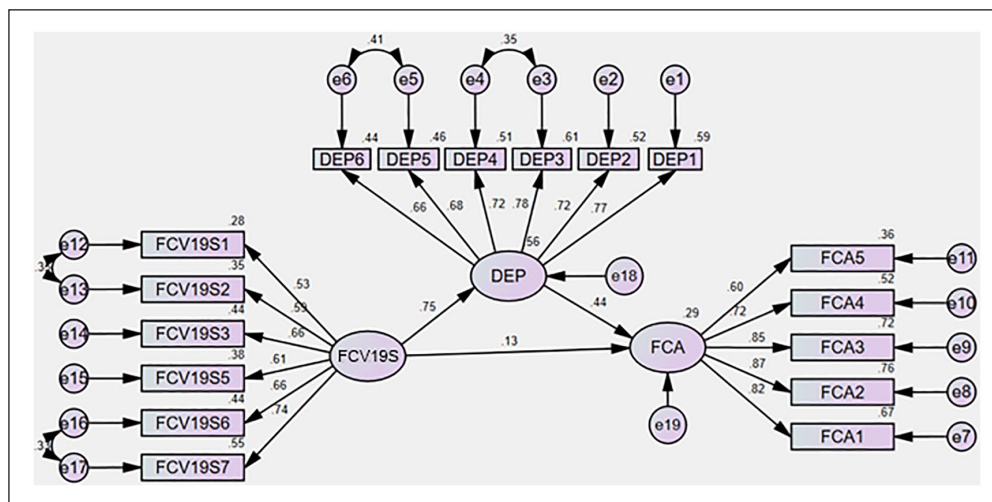 .41 .35
e6 e5 e4 e3 e2 e1
.44 .46 .51 .61 .52 .59
DEP6 DEP5 DEP4 DEP3 DEP2 DEP1
.66 .68 .72 .78 .72 .77
.56
DEP
e18
.75
.44
.13
FCV19S
.29
FCA
e19
.28
e12 FCV19S1
.35
e13 FCV19S2
.44
e14 FCV19S3
.38
e15 FCV19S5
.44
e16 FCV19S6
.55
e17 FCV19S7
.53
.59
.66
.61
.66
.74
.36
FCA5 e11
.52
FCA4 e10
.72
FCA3 e9
.76
FCA2 e8
.67
FCA1 e7
.60
.72
.85
.87
.82